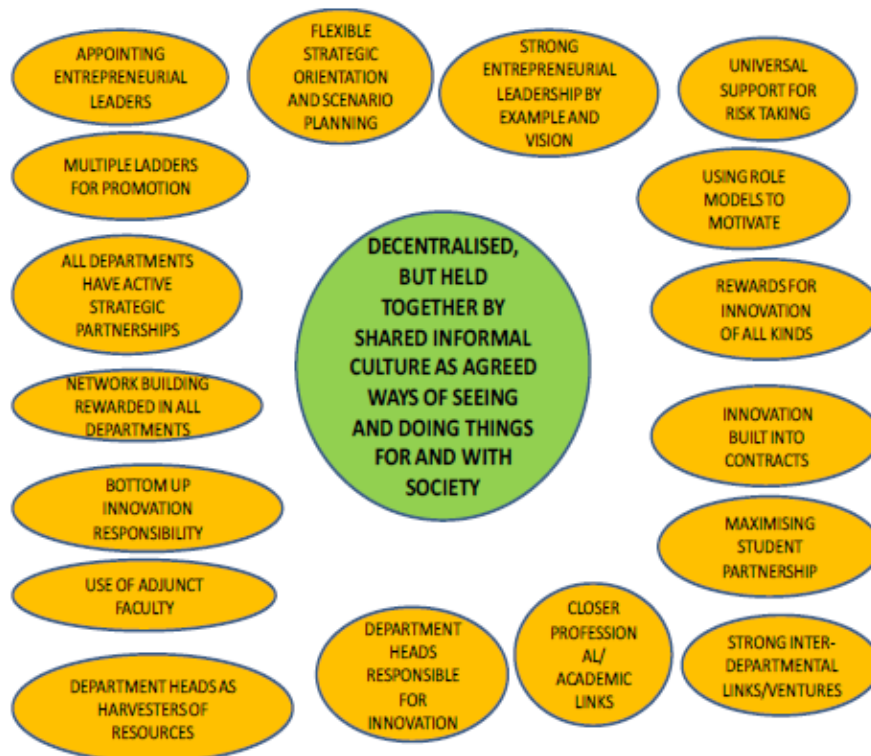 APPOINTING
ENTREPRENEURIAL
LEADERS
FLEXIBLE
STRATEGIC
ORIENTATION
AND SCENARIO
PLANNING
STRONG
ENTREPRENEURIAL
LEADERSHIP BY
EXAMPLE AND
VISION
UNIVERSAL
SUPPORT FOR
RISK TAKING
MULTIPLE LADDERS
FOR PROMOTION
USING ROLE
MODELS TO
MOTIVATE
ALL DEPARTMENTS
HAVE ACTIVE
STRATEGIC
PARTNERSHIPS
DECENTRALISED,
BUT HELD
TOGETHER BY
SHARED INFORMAL
CULTURE AS AGREED
WAYS OF SEEING
AND DOING THINGS
FOR AND WITH
SOCIETY
REWARDS FOR
INNOVATION
OF ALL KINDS
NETWORK BUILDING
REWARDED IN ALL
DEPARTMENTS
INNOVATION
BUILT INTO
CONTRACTS
BOTTOM UP
INNOVATION
RESPONSIBILITY
MAXIMISING
STUDENT
PARTNERSHIP
USE OF ADJUNCT
FACULTY
DEPARTMENT HEADS AS
HARVESTERS OF
RESOURCES
DEPARTMENT
HEADS
RESPONSIBLE
FOR
INNOVATION
CLOSER
PROFESSION
AL/
ACADEMIC
LINKS
STRONG INTER-
DEPARTMENTAL
LINKS/VENTURES